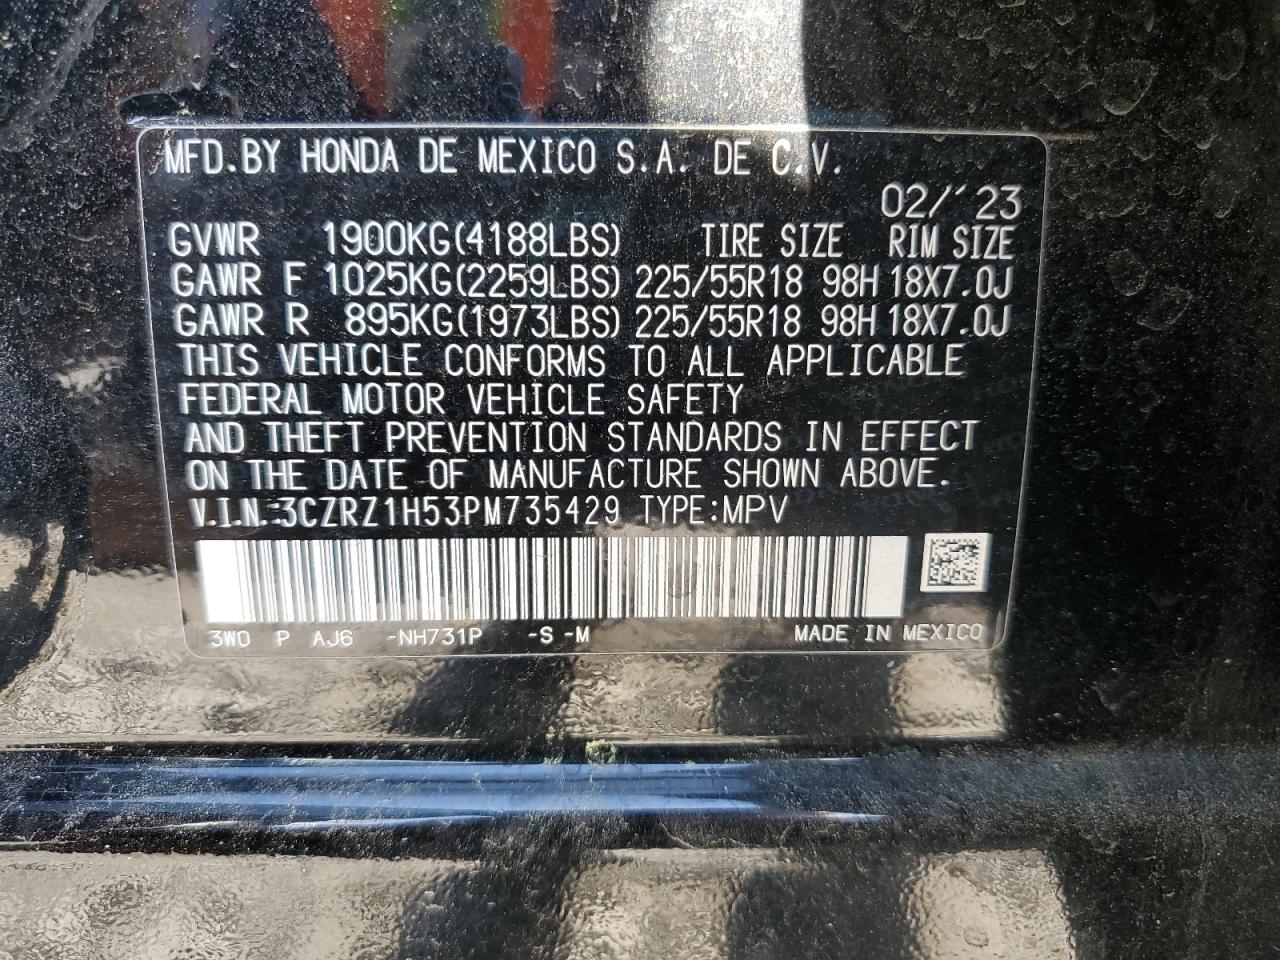 MFD.BY HONDA DE MEXICO S.A. DE C.V.
02/'23
GVWR 1900KG(4188LBS) TIRE SIZE RIM SIZE
GAWR F 1025KG(2259LBS) 225/55R18 98H 18X7.0J
GAWR R 895KG(1973LBS) 225/55R18 98H 18X7.0J
THIS VEHICLE CONFORMS TO ALL APPLICABLE
FEDERAL MOTOR VEHICLE SAFETY
AND THEFT PREVENTION STANDARDS IN EFFECT
ON THE DATE OF MANUFACTURE SHOWN ABOVE.
V.I.N.:3CZRZ1H53PM735429 TYPE:MPV
3W0 P AJ6 -NH731P -S -M MADE IN MEXICO